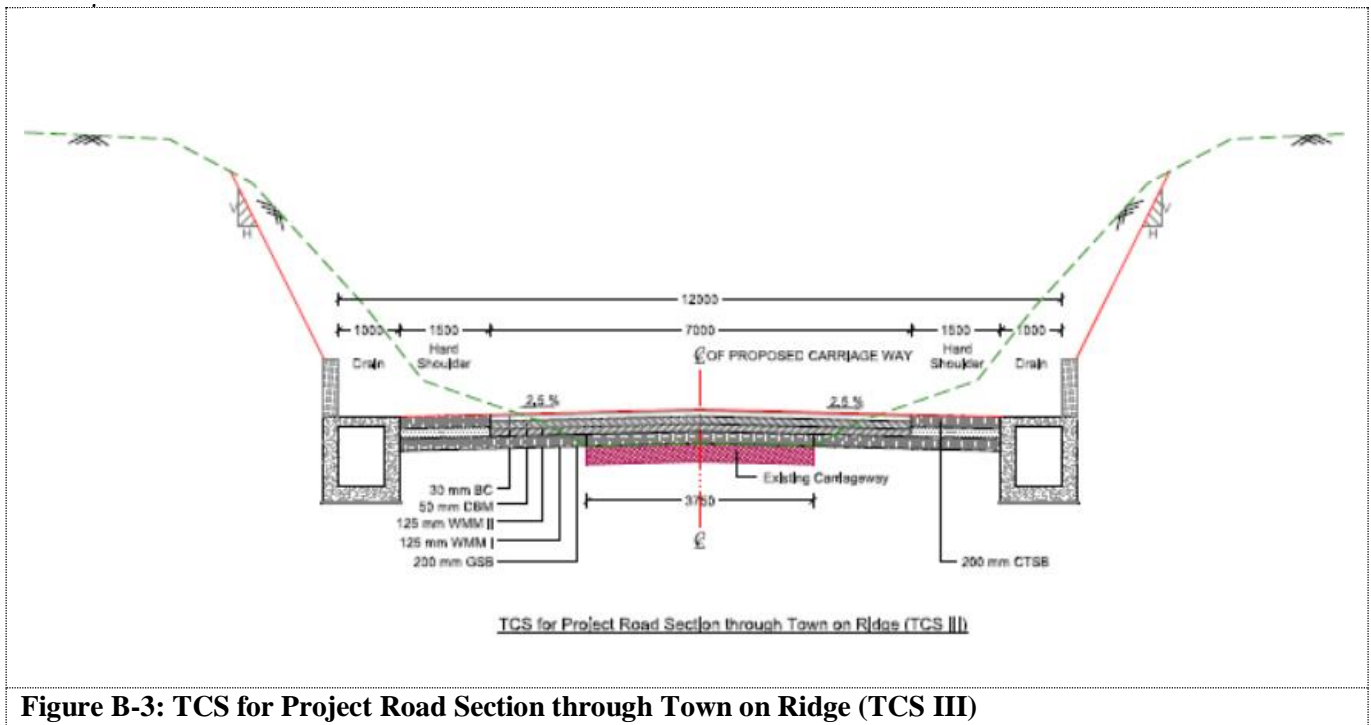 12000
1000 1500 7000 1500 1000
Drain Hard Shoulder ℄ OF PROPOSED CARRIAGE WAY Hard Shoulder Drain
V
H
V
H
2.5 % 2.5 %
30 mm BC
50 mm DBM
125 mm WMM II
125 mm WMM I
200 mm GSB
Existing Carriageway
3750
℄
200 mm CTSB
TCS for Project Road Section through Town on Ridge (TCS III)
Figure B-3: TCS for Project Road Section through Town on Ridge (TCS III)